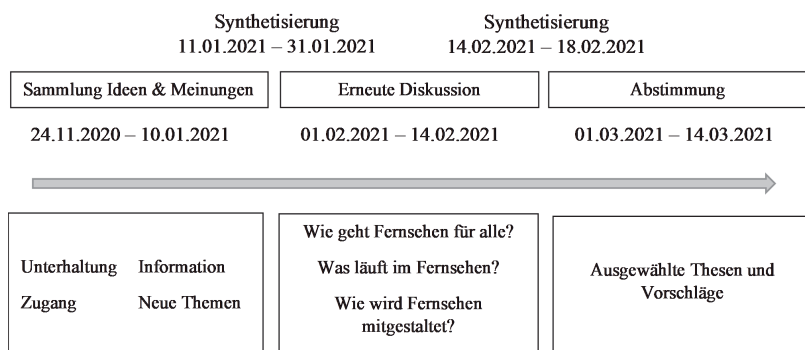 Synthetisierung
11.01.2021 – 31.01.2021
Synthetisierung
14.02.2021 – 18.02.2021
Sammlung Ideen & Meinungen
Erneute Diskussion
Abstimmung
24.11.2020 – 10.01.2021
01.02.2021 – 14.02.2021
01.03.2021 – 14.03.2021
Unterhaltung Information
Zugang Neue Themen
Wie geht Fernsehen für alle?
Was läuft im Fernsehen?
Wie wird Fernsehen
mitgestaltet?
Ausgewählte Thesen und
Vorschläge